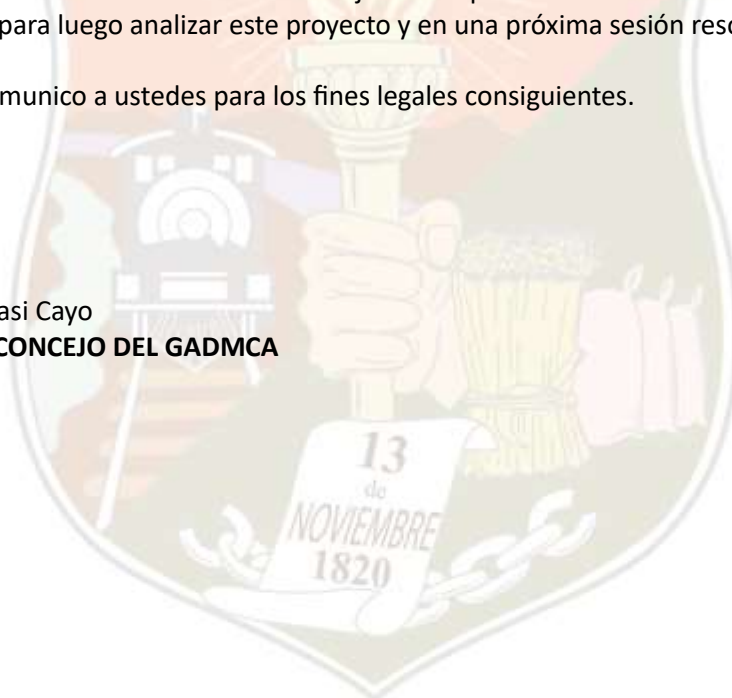 para luego analizar este proyecto y en una próxima sesión
munico a ustedes para los fines legales consiguientes.
asi Cayo
CONCEJO DEL GADMCA
13
de
NOVIEMBRE
1820